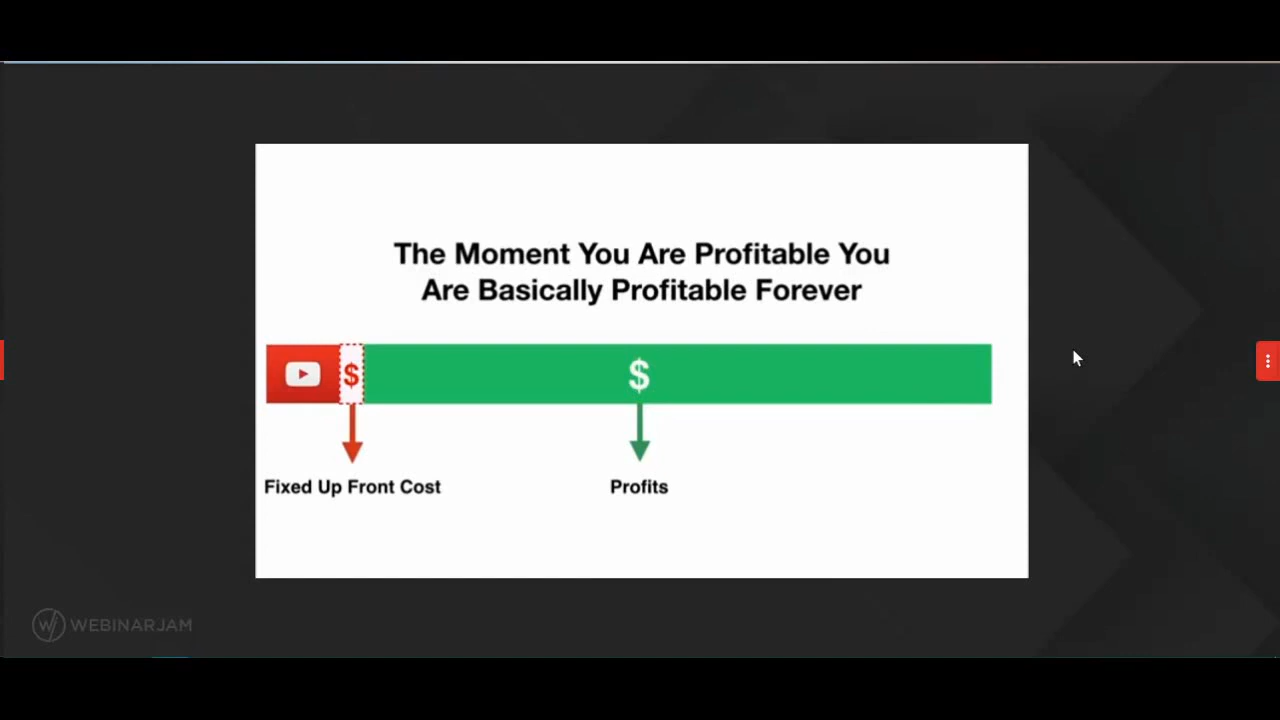 The Moment You Are Profitable You
Are Basically Profitable Forever
$
$
Fixed Up Front Cost
Profits
WEBINARJAM